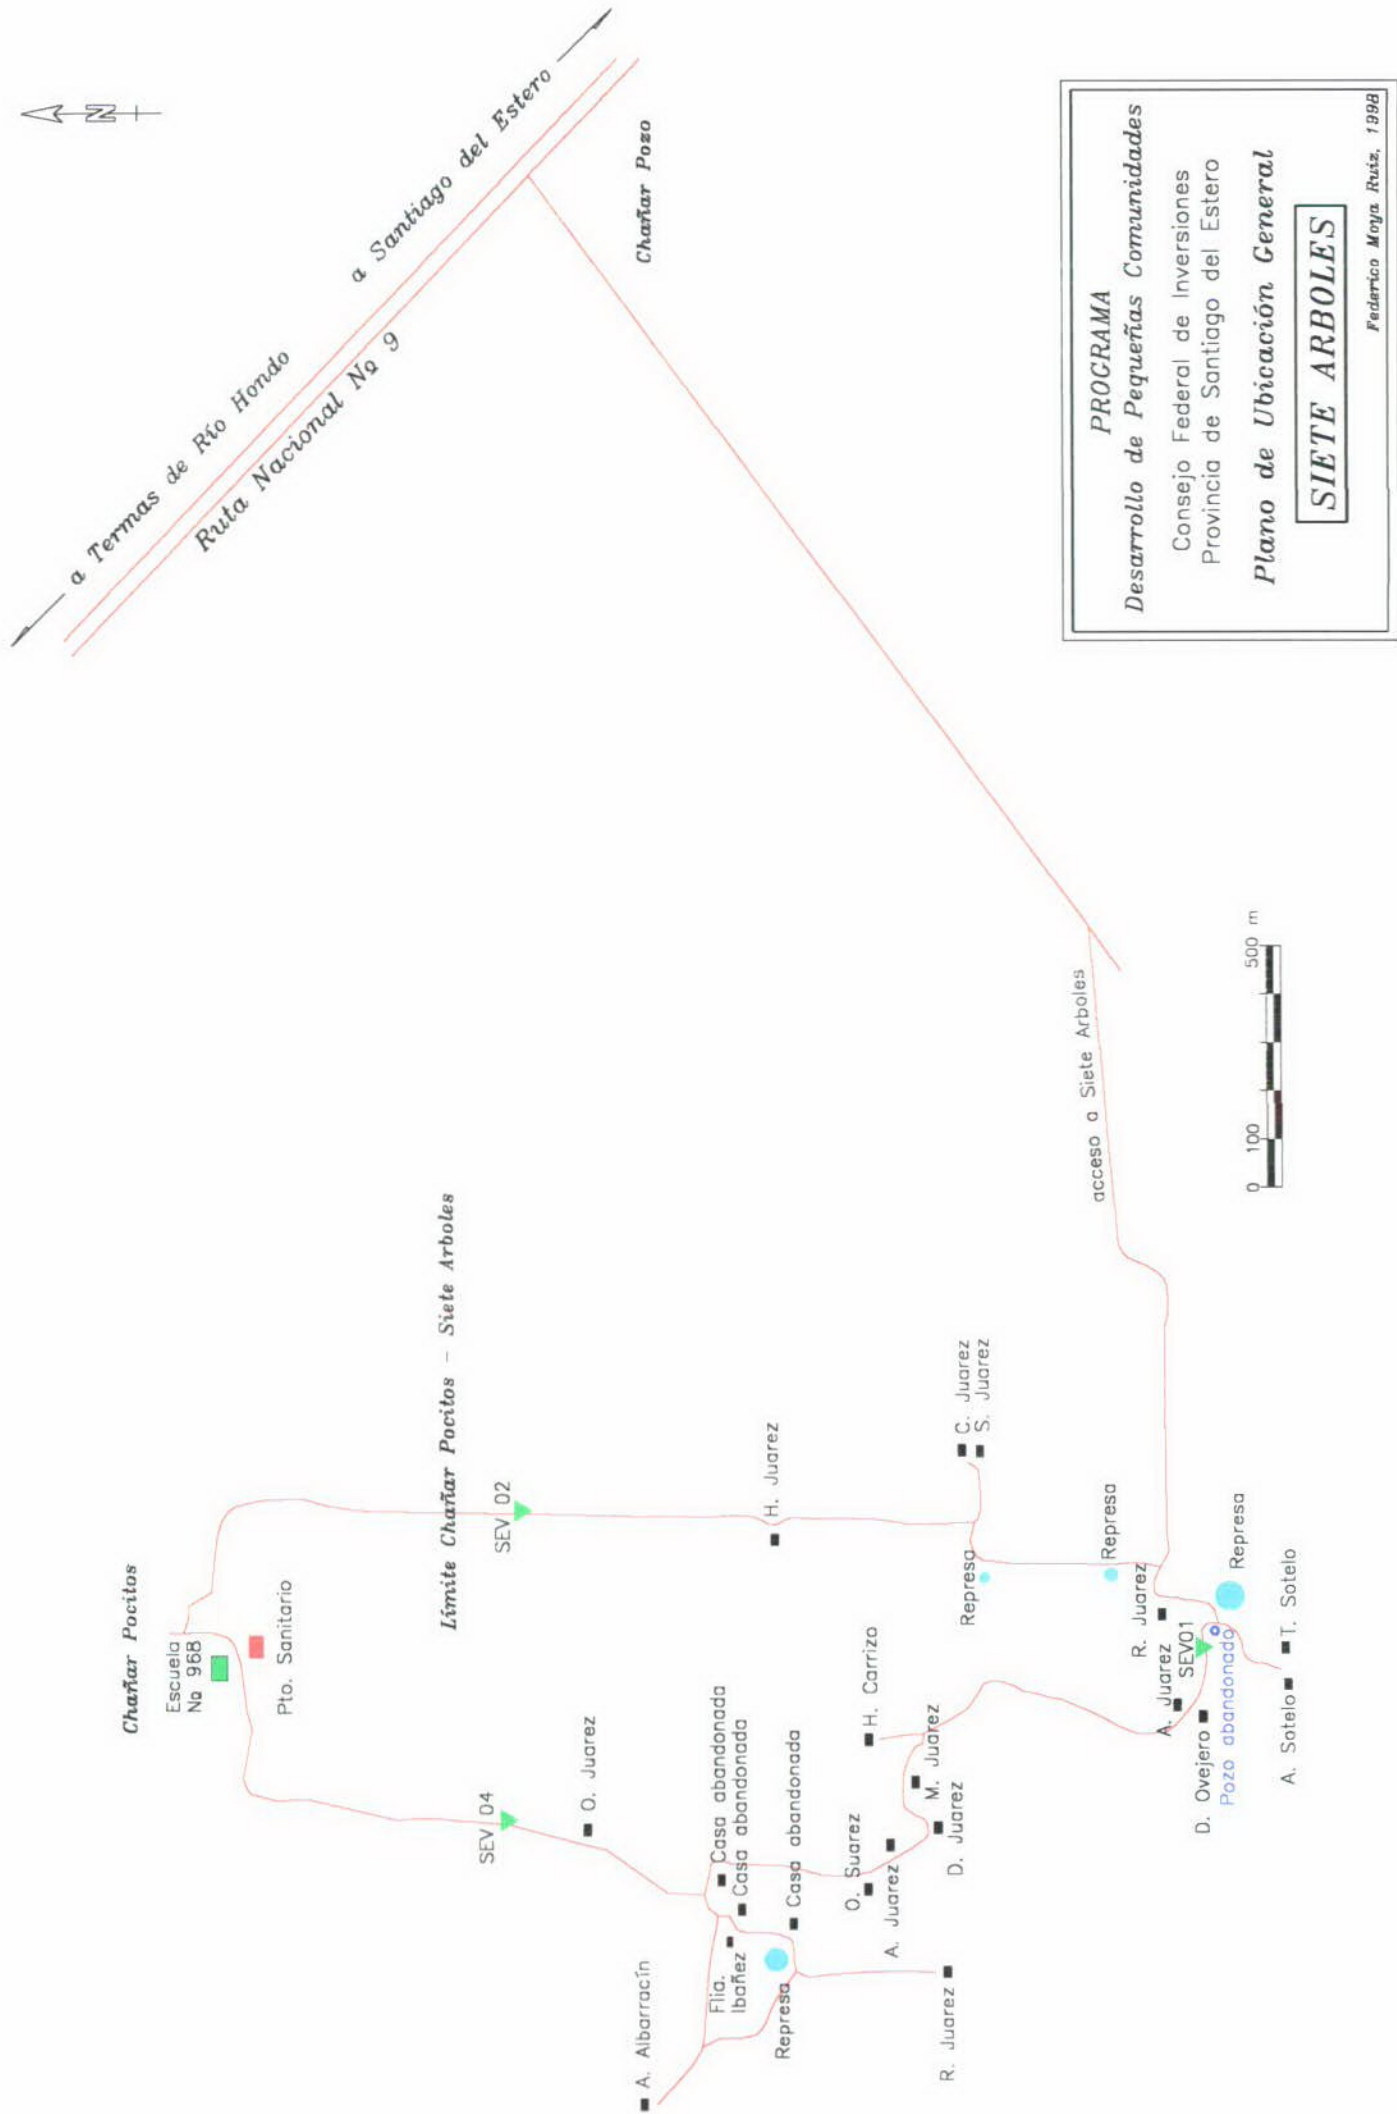 N
a Termas de Río Hondo
a Santiago del Estero
Ruta Nacional Nº 9
Chañar Pozo
Chañar Pocitos
Escuela
Nº 968
Pto. Sanitario
Límite Chañar Pocitos - Siete Arboles
SEV 04
SEV 02
O. Juarez
A. Albarracín
Flia.
Ibañez
Casa abandonada
Casa abandonada
Casa abandonada
Represa
H. Juarez
O. Suarez
H. Carrizo
A. Juarez
M. Juarez
D. Juarez
R. Juarez
C. Juarez
S. Juarez
Represa
Represa
acceso a Siete Arboles
R. Juarez
A. Juarez
SEV01
D. Ovejero
Pozo abandonado
Represa
A. Sotelo
T. Sotelo
0 100 500 m
PROGRAMA
Desarrollo de Pequeñas Comunidades
Consejo Federal de Inversiones
Provincia de Santiago del Estero
Plano de Ubicación General
SIETE ARBOLES
Federico Moya Ruiz, 1998